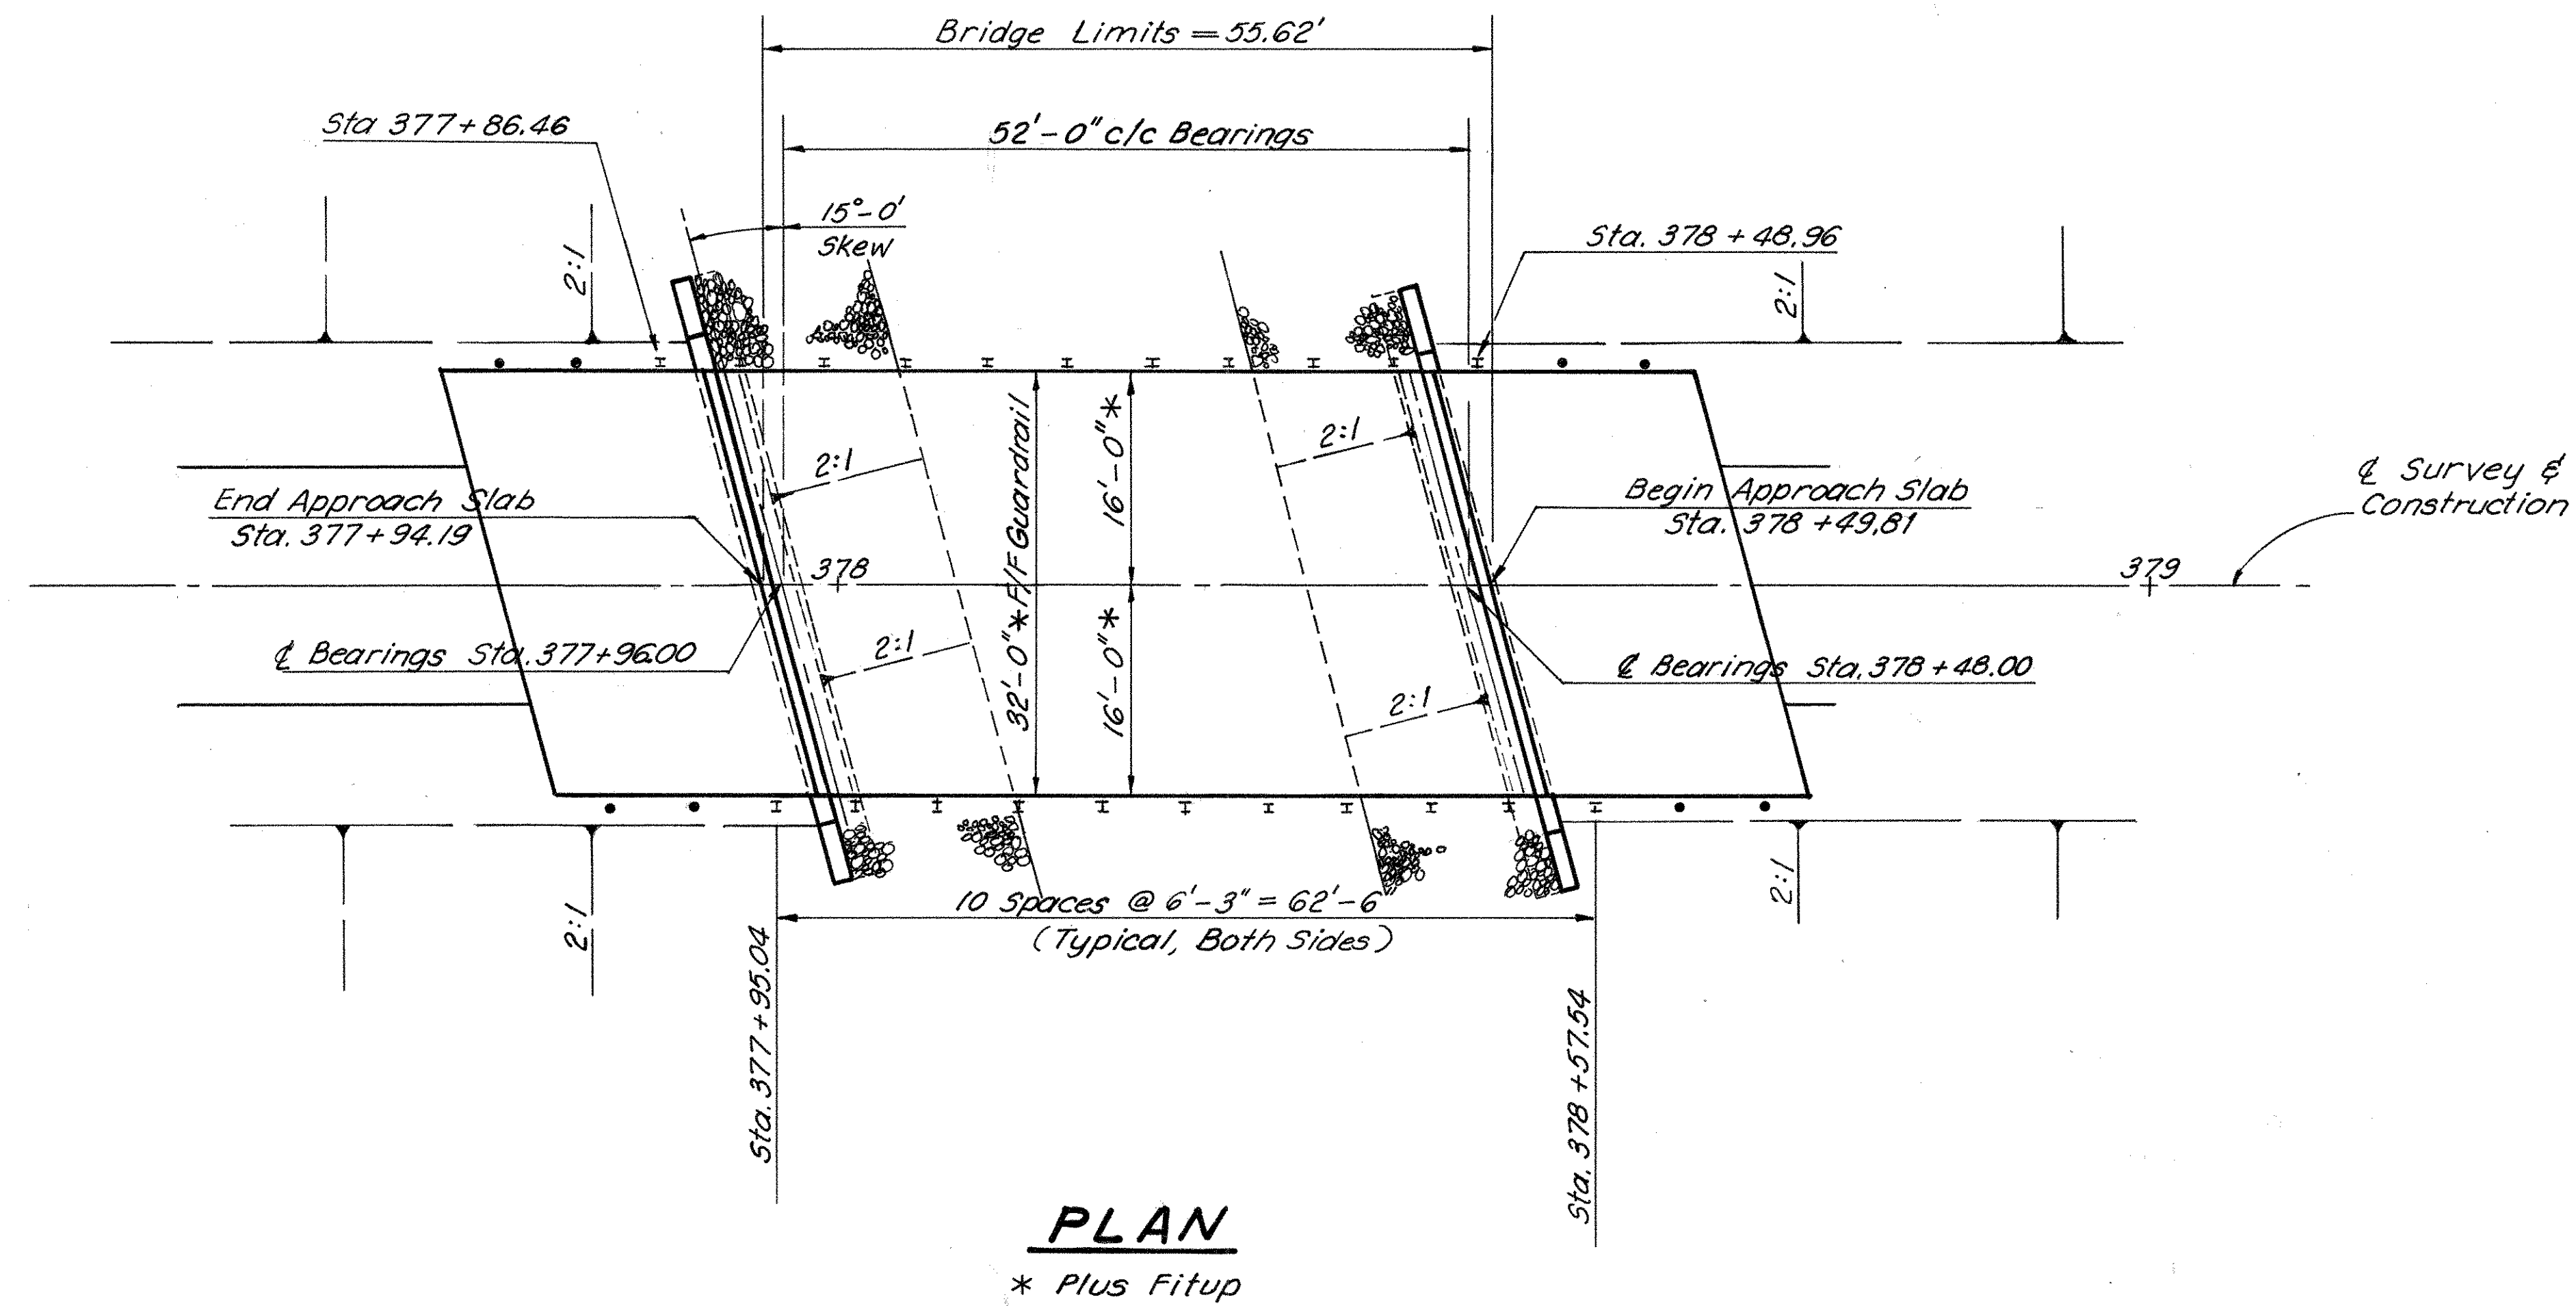 Bridge Limits = 55.62'
Sta 377+86.46
52'-0" c/c Bearings
15°-0'
Skew
Sta. 378 + 48.96
2:1
2:1
32'-0"* F/F Guardrail
16'-0"*
16'-0"*
2:1
2:1
2:1
2:1
End Approach Slab
Sta. 377+94.19
Begin Approach Slab
Sta. 378 +49.81
℄ Survey &
Construction
378
379
℄ Bearings Sta. 377+96.00
℄ Bearings Sta. 378 + 48.00
2:1
2:1
10 Spaces @ 6'-3" = 62'-6"
(Typical, Both Sides)
Sta. 377 + 95.04
Sta. 378 +57.54
PLAN
* Plus Fitup